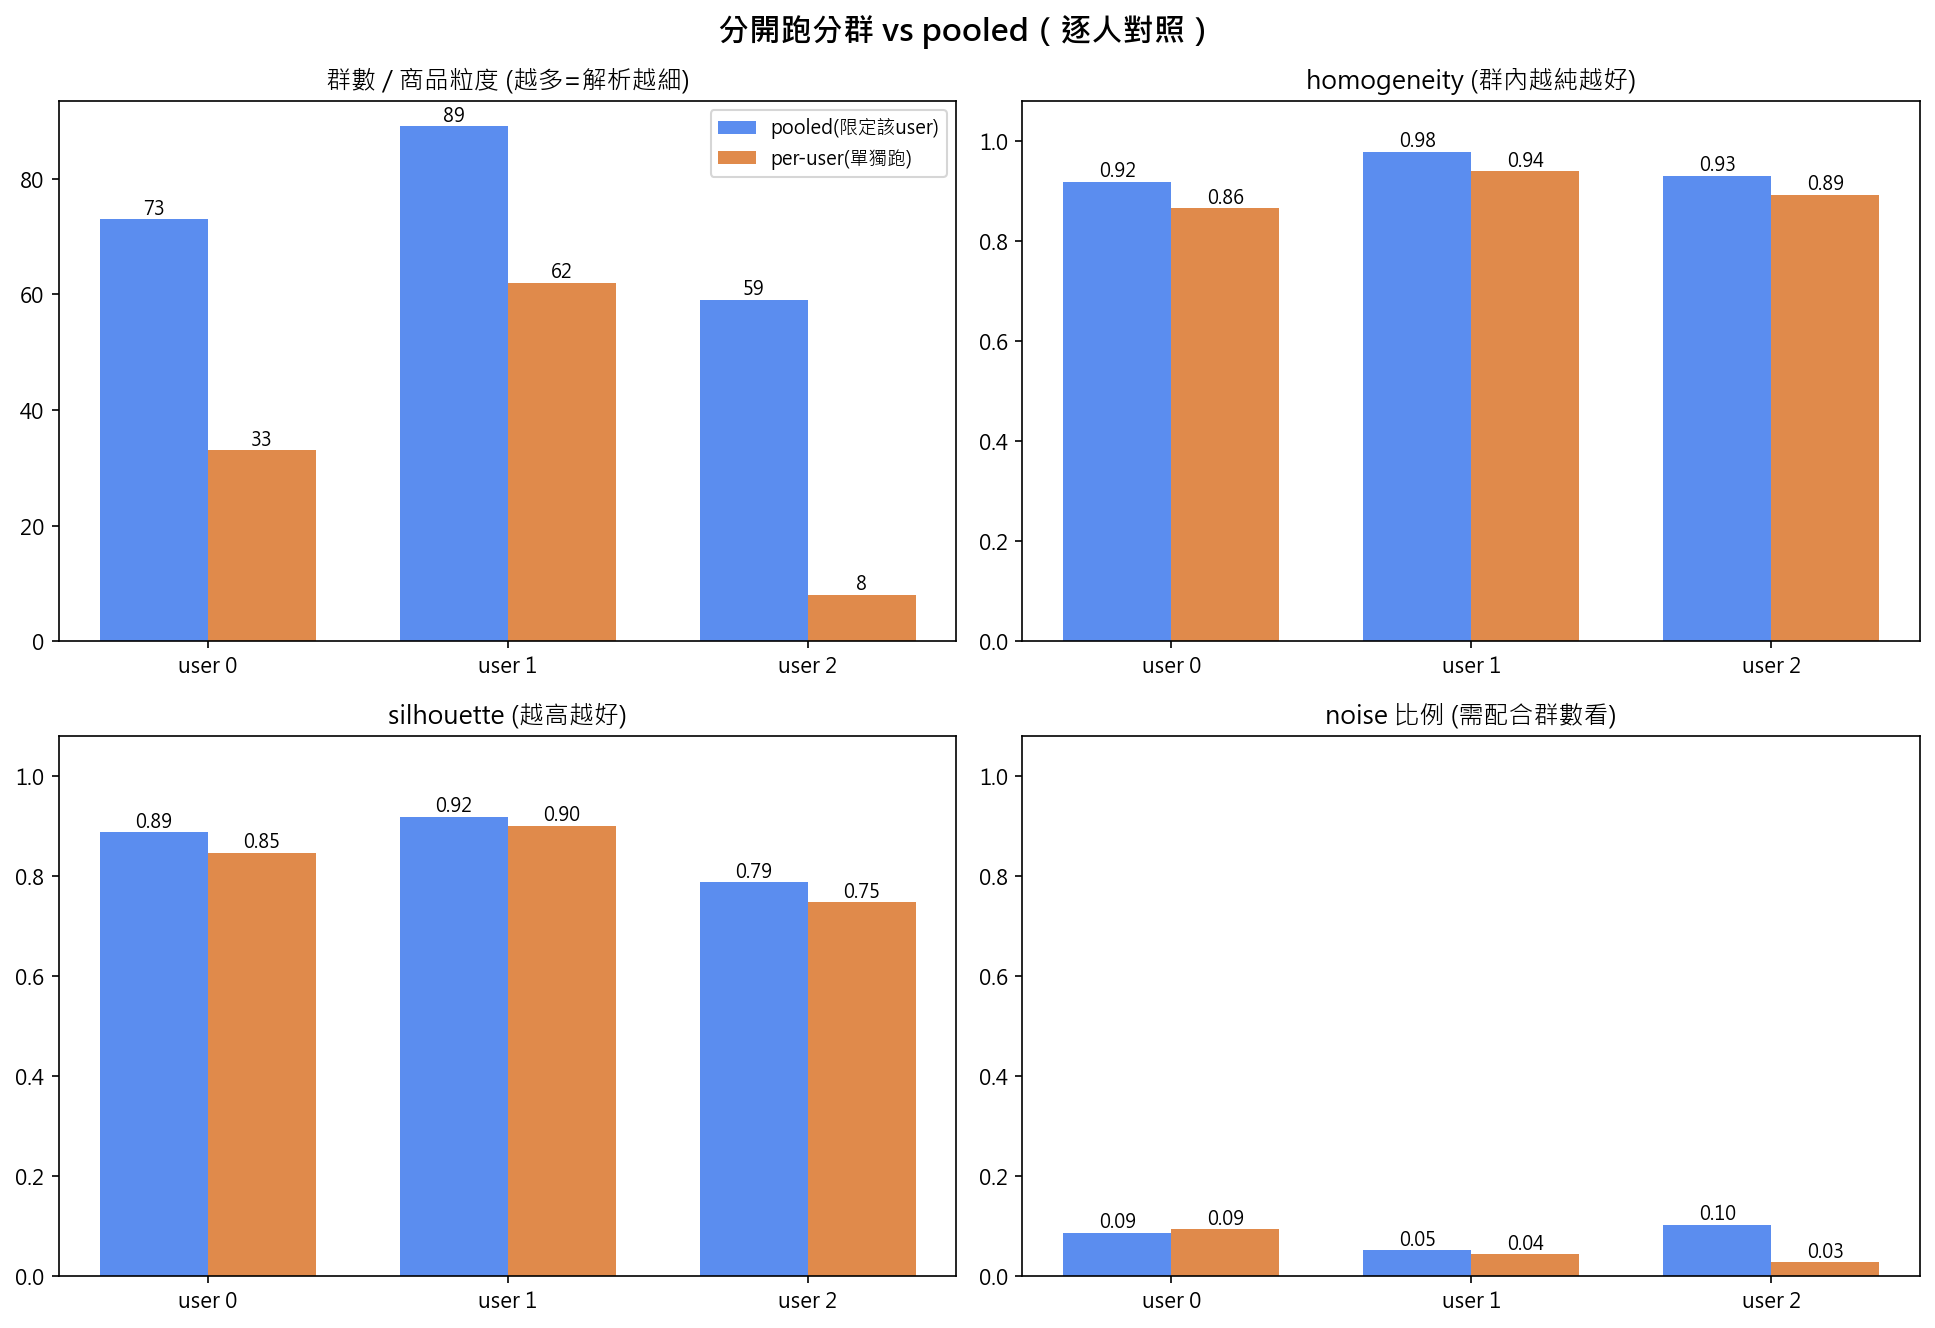 分開跑分群 vs pooled（逐人對照）
群數 / 商品粒度 (越多=解析越細)
pooled(限定該user)
per-user(單獨跑)
80
60
40
20
0
73
33
89
62
59
8
user 0
user 1
user 2
homogeneity (群內越純越好)
1.0
0.8
0.6
0.4
0.2
0.0
0.92
0.86
0.98
0.94
0.93
0.89
user 0
user 1
user 2
silhouette (越高越好)
1.0
0.8
0.6
0.4
0.2
0.0
0.89
0.85
0.92
0.90
0.79
0.75
user 0
user 1
user 2
noise 比例 (需配合群數看)
1.0
0.8
0.6
0.4
0.2
0.0
0.09
0.09
0.05
0.04
0.10
0.03
user 0
user 1
user 2